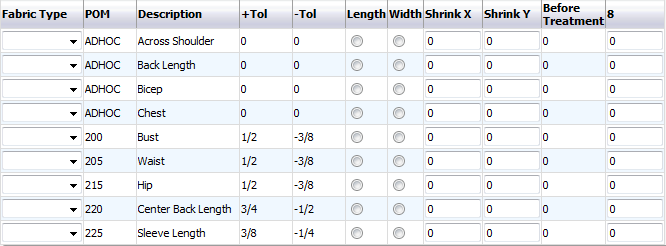 Fabric Type POM Description +Tol -Tol Length Width Shrink X Shrink Y Before Treatment 8
ADHOC Across Shoulder 0 0 0 0 0 0
ADHOC Back Length 0 0 0 0 0 0
ADHOC Bicep 0 0 0 0 0 0
ADHOC Chest 0 0 0 0 0 0
200 Bust 1/2 -3/8 0 0 0 0
205 Waist 1/2 -3/8 0 0 0 0
215 Hip 1/2 -3/8 0 0 0 0
220 Center Back Length 3/4 -1/2 0 0 0 0
225 Sleeve Length 3/8 -1/4 0 0 0 0